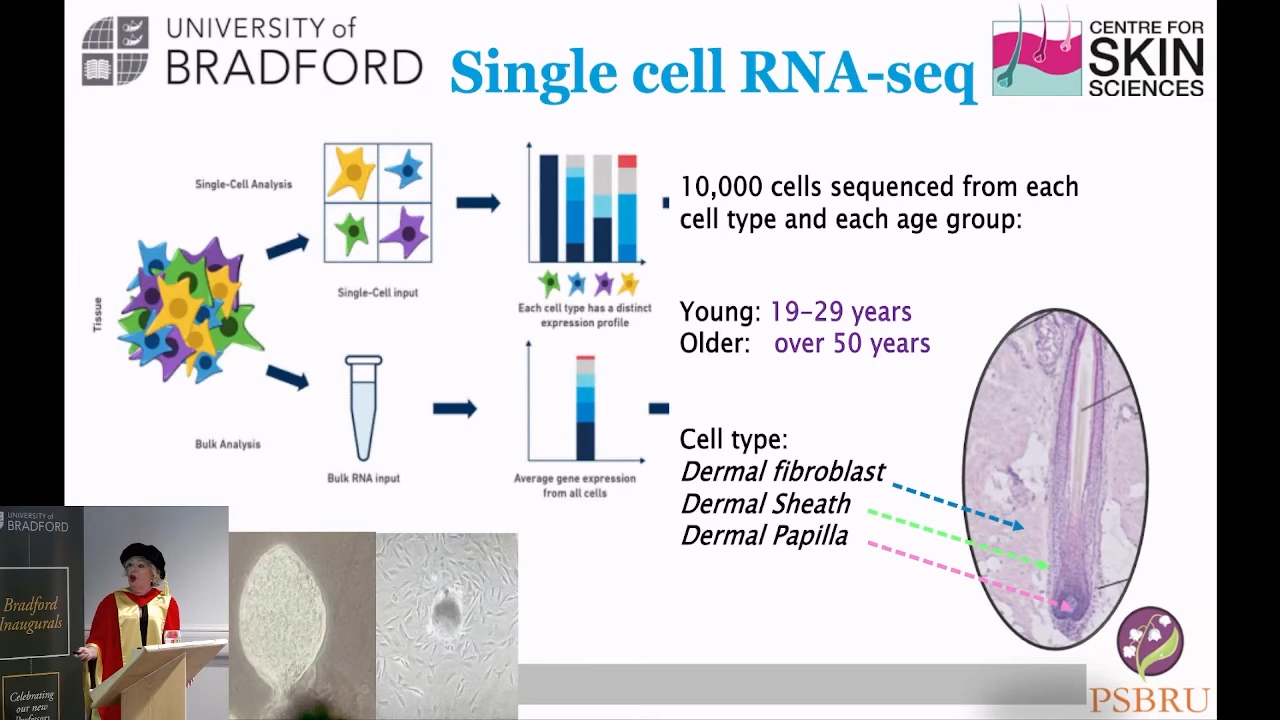 UNIVERSITY of
BRADFORD
Single cell RNA-seq
CENTRE FOR
SKIN
SCIENCES
Single-Cell Analysis
Single-Cell input
Each cell type has a distinct
expression profile
Tissue
Bulk Analysis
Bulk RNA input
Average gene expression
from all cells
10,000 cells sequenced from each
cell type and each age group:
Young: 19-29 years
Older: over 50 years
Cell type:
Dermal fibroblast
Dermal Sheath
Dermal Papilla
PSBRU
UNIVERSITY of
BRADFORD
Bradford
Inaugurals
Celebrating
our new
Professors